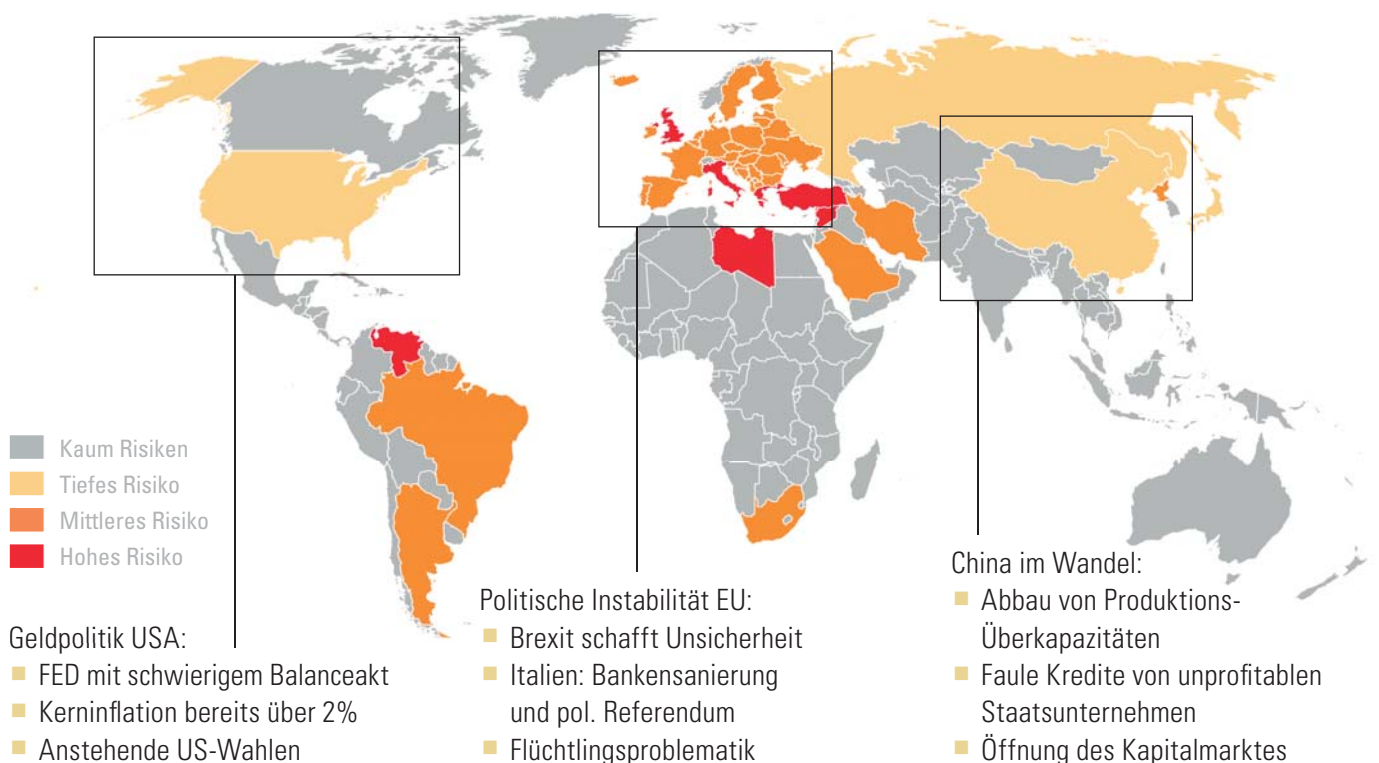 Kaum Risiken
Tiefes Risiko
Mittleres Risiko
Hohes Risiko
Geldpolitik USA:
FED mit schwierigem Balanceakt
Kerninflation bereits über 2%
Anstehende US-Wahlen
Politische Instabilität EU:
Brexit schafft Unsicherheit
Italien: Bankensanierung
und pol. Referendum
Flüchtlingsproblematik
China im Wandel:
Abbau von Produktions-
Überkapazitäten
Faule Kredite von unprofitablen
Staatsunternehmen
Öffnung des Kapitalmarktes